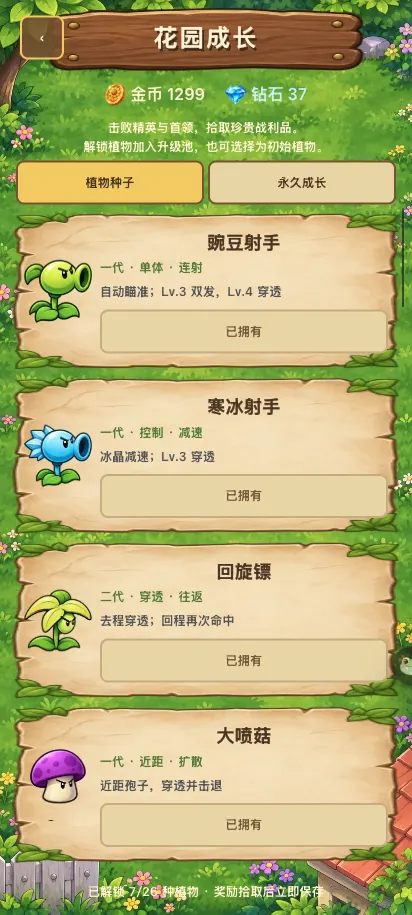 花园成长
金币 1299 钻石 37
击败精英与首领，拾取珍贵战利品。
解锁植物加入升级池，也可选择为初始植物。
植物种子 永久成长
豌豆射手
一代 · 单体 · 连射
自动瞄准；Lv.3 双发，Lv.4 穿透
已拥有
寒冰射手
一代 · 控制 · 减速
冰晶减速；Lv.3 穿透
已拥有
回旋镖
二代 · 穿透 · 往返
去程穿透；回程再次命中
已拥有
大喷菇
一代 · 近距 · 扩散
近距孢子，穿透并击退
已拥有
已解锁 7/26 种植物 · 奖励拾取后立即保存